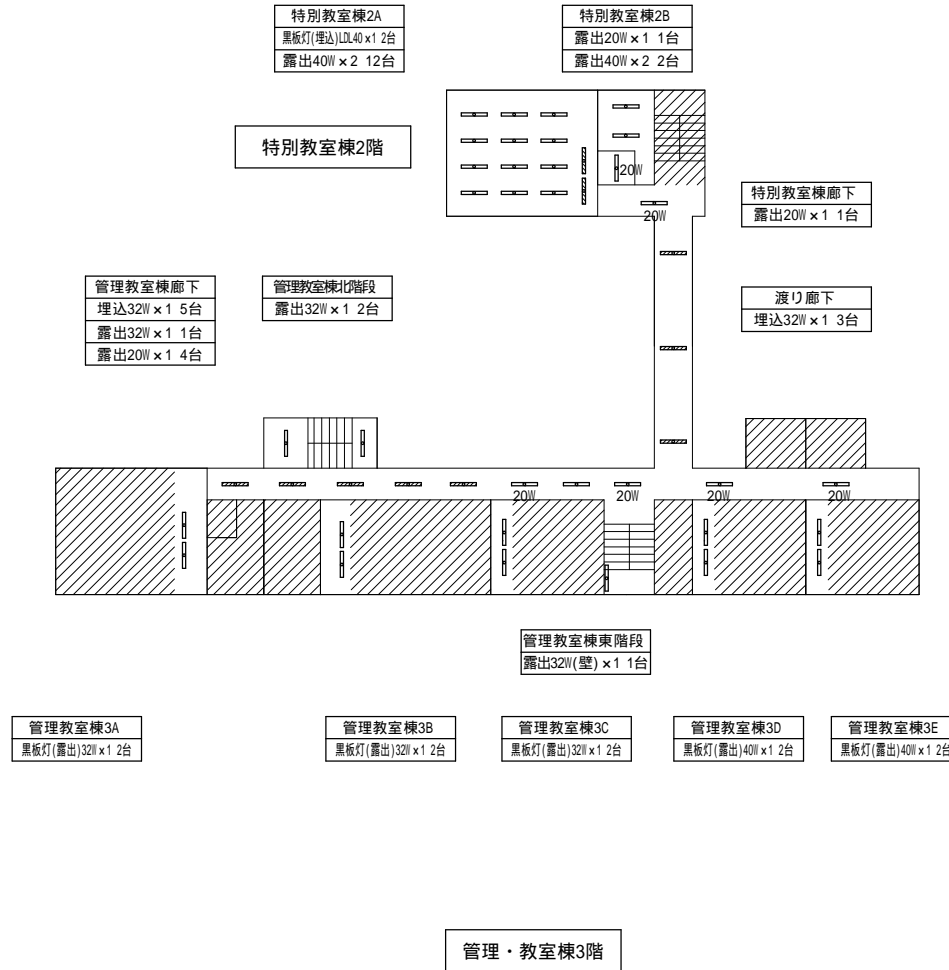 特別教室棟2A
黒板灯(埋込)LDL40×1 2台
露出40W×2 12台
特別教室棟2B
露出20W×1 1台
露出40W×2 2台
特別教室棟2階
20W
20W
特別教室棟廊下
露出20W×1 1台
管理教室棟廊下
埋込32W×1 5台
露出32W×1 1台
露出20W×1 4台
管理教室棟北階段
露出32W×1 2台
渡り廊下
埋込32W×1 3台
20W
20W
20W
20W
管理教室棟東階段
露出32W(壁)×1 1台
管理教室棟3A
黒板灯(露出)32W×1 2台
管理教室棟3B
黒板灯(露出)32W×1 2台
管理教室棟3C
黒板灯(露出)32W×1 2台
管理教室棟3D
黒板灯(露出)40W×1 2台
管理教室棟3E
黒板灯(露出)40W×1 2台
管理・教室棟3階